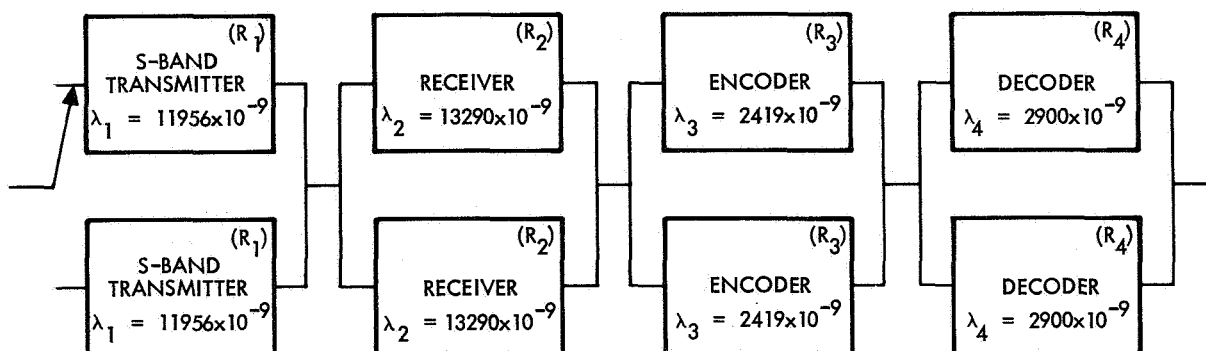 (R₁)
S-BAND
TRANSMITTER
λ₁ = 11956x10⁻⁹
(R₂)
RECEIVER
λ₂ = 13290x10⁻⁹
(R₃)
ENCODER
λ₃ = 2419x10⁻⁹
(R₄)
DECODER
λ₄ = 2900x10⁻⁹
(R₁)
S-BAND
TRANSMITTER
λ₁ = 11956x10⁻⁹
(R₂)
RECEIVER
λ₂ = 13290x10⁻⁹
(R₃)
ENCODER
λ₃ = 2419x10⁻⁹
(R₄)
DECODER
λ₄ = 2900x10⁻⁹